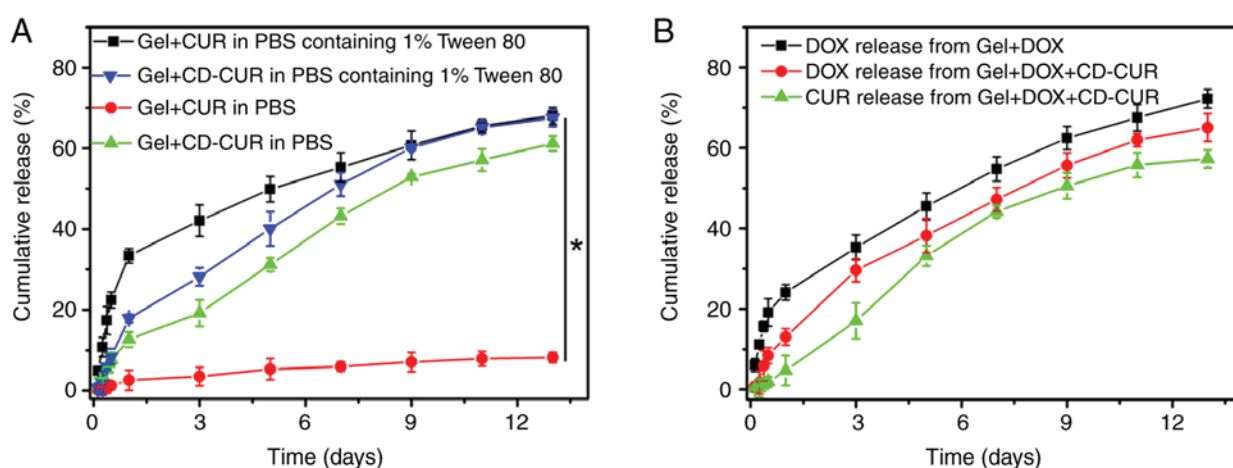 A
Gel+CUR in PBS containing 1% Tween 80
Gel+CD-CUR in PBS containing 1% Tween 80
Gel+CUR in PBS
Gel+CD-CUR in PBS
80
60
40
20
0
Cumulative release (%)
*
0 3 6 9 12
Time (days)
B
DOX release from Gel+DOX
DOX release from Gel+DOX+CD-CUR
CUR release from Gel+DOX+CD-CUR
80
60
40
20
0
Cumulative release (%)
0 3 6 9 12
Time (days)